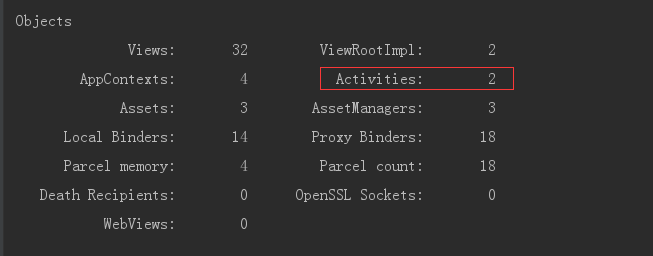 Objects
Views: 32 ViewRootImpl: 2
AppContexts: 4 Activities: 2
Assets: 3 AssetManagers: 3
Local Binders: 14 Proxy Binders: 18
Parcel memory: 4 Parcel count: 18
Death Recipients: 0 OpenSSL Sockets: 0
WebViews: 0